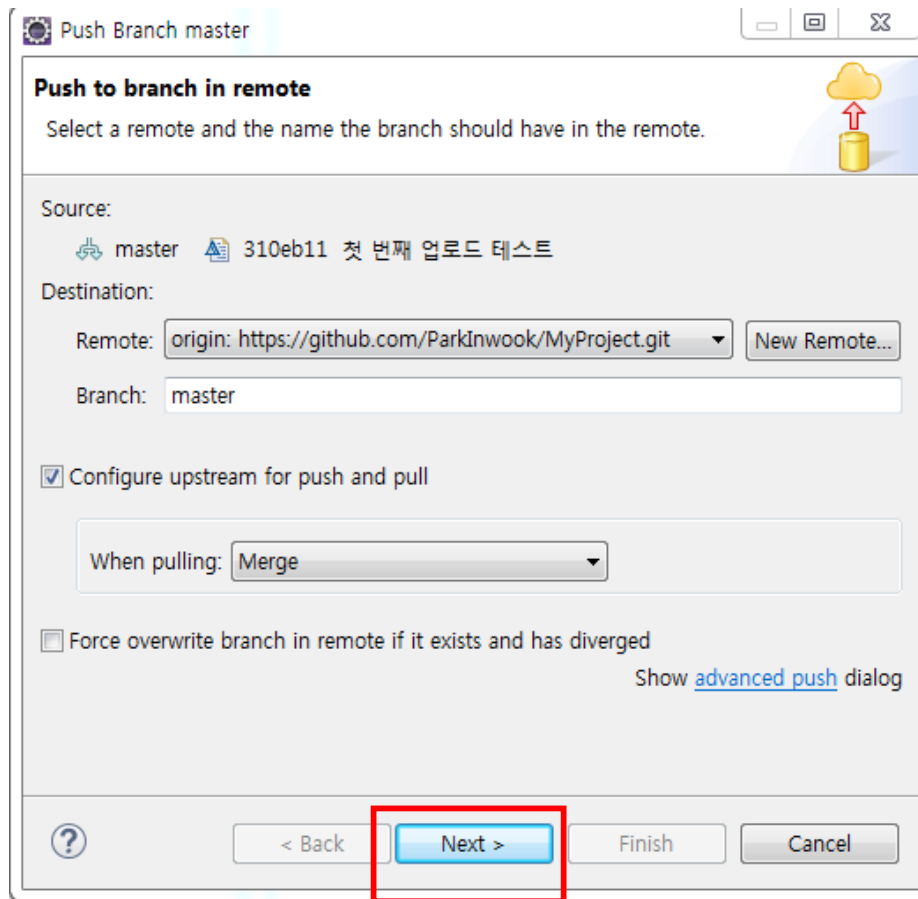 Push Branch master
Push to branch in remote
Select a remote and the name the branch should have in the remote.
Source:
master 310eb11 첫 번째 업로드 테스트
Destination:
Remote: origin: https://github.com/ParkInwook/MyProject.git New Remote...
Branch: master
Configure upstream for push and pull
When pulling: Merge
Force overwrite branch in remote if it exists and has diverged
Show advanced push dialog
? < Back Next > Finish Cancel